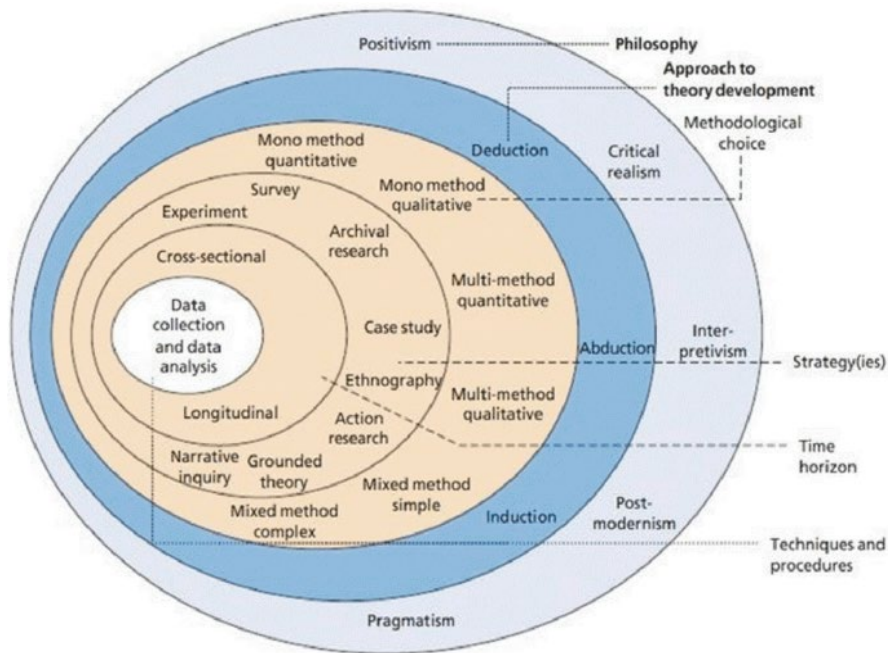 Positivism
Philosophy
Approach to
theory development
Methodological
choice
Mono method
quantitative
Deduction
Critical
realism
Mono method
qualitative
Survey
Experiment
Archival
research
Cross-sectional
Multi-method
quantitative
Data
collection
and data
analysis
Case study
Abduction
Inter-
pretivism
Strategy(ies)
Ethnography
Multi-method
qualitative
Longitudinal
Action
research
Time
horizon
Narrative
inquiry
Grounded
theory
Mixed method
simple
Mixed method
complex
Induction
Post-
modernism
Techniques and
procedures
Pragmatism